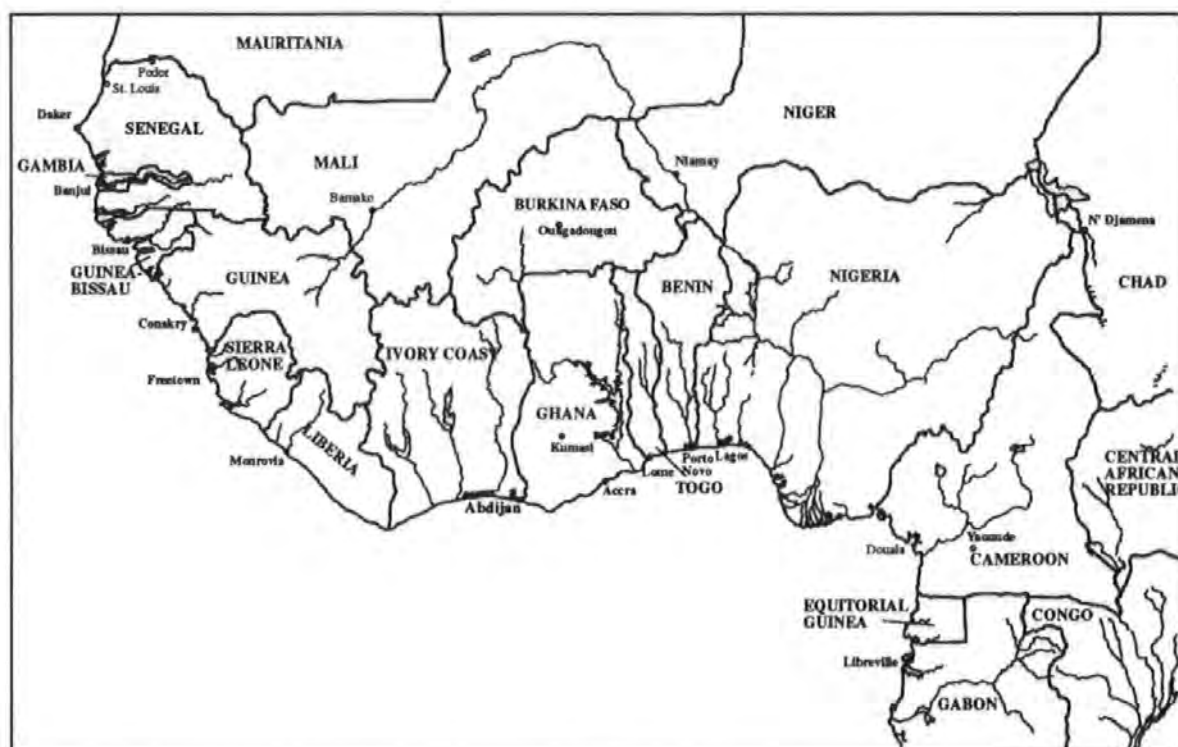 MAURITANIA
Podor
St. Louis
Daker
SENEGAL
NIGER
GAMBIA
MALI
Niamay
Banjul
Bamako
BURKINA FASO
N' Djamena
Ouagadougou
Bissau
GUINEA-
BISSAU
GUINEA
BENIN
NIGERIA
CHAD
Conakry
SIERRA
LEONE
IVORY COAST
Freetown
GHANA
LIBERIA
Kumasi
Monrovia
Porto
Novo
Lagos
Lome
TOGO
Accra
Abdijan
CENTRAL
AFRICAN
REPUBLIC
Yaounde
Douala
CAMEROON
EQUITORIAL
GUINEA
CONGO
Libreville
GABON